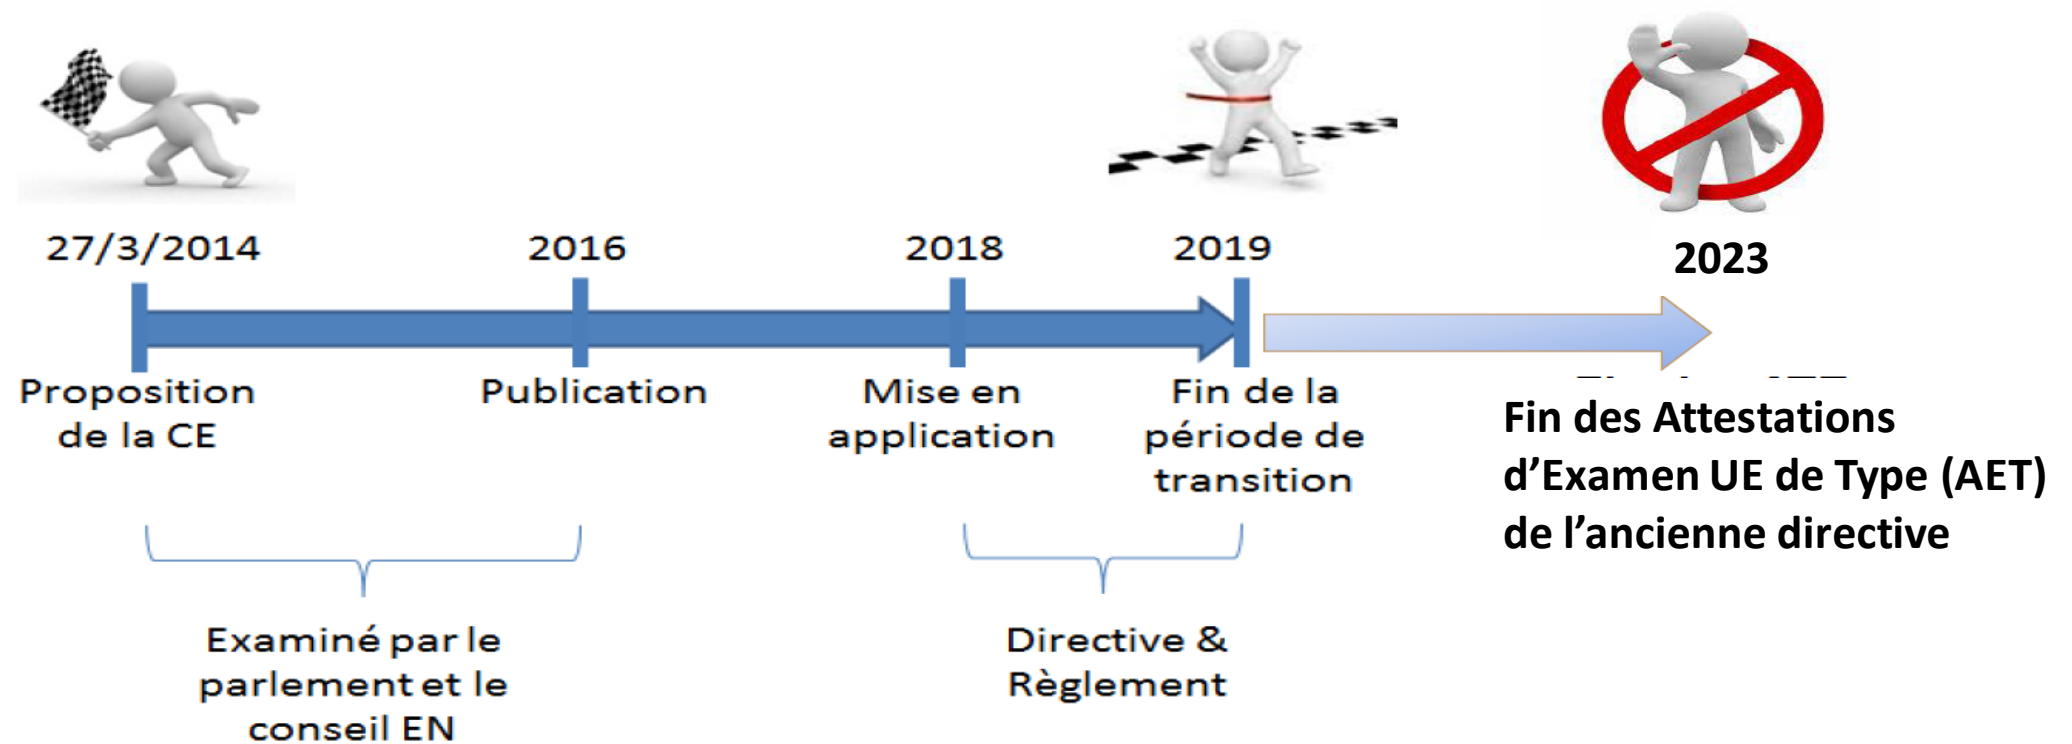 27/3/2014
2016
2018
2019
2023
Proposition
de la CE
Publication
Mise en
application
Fin de la
période de
transition
Fin des Attestations
d’Examen UE de Type (AET)
de l’ancienne directive
Examiné par le
parlement et le
conseil EN
Directive &
Règlement